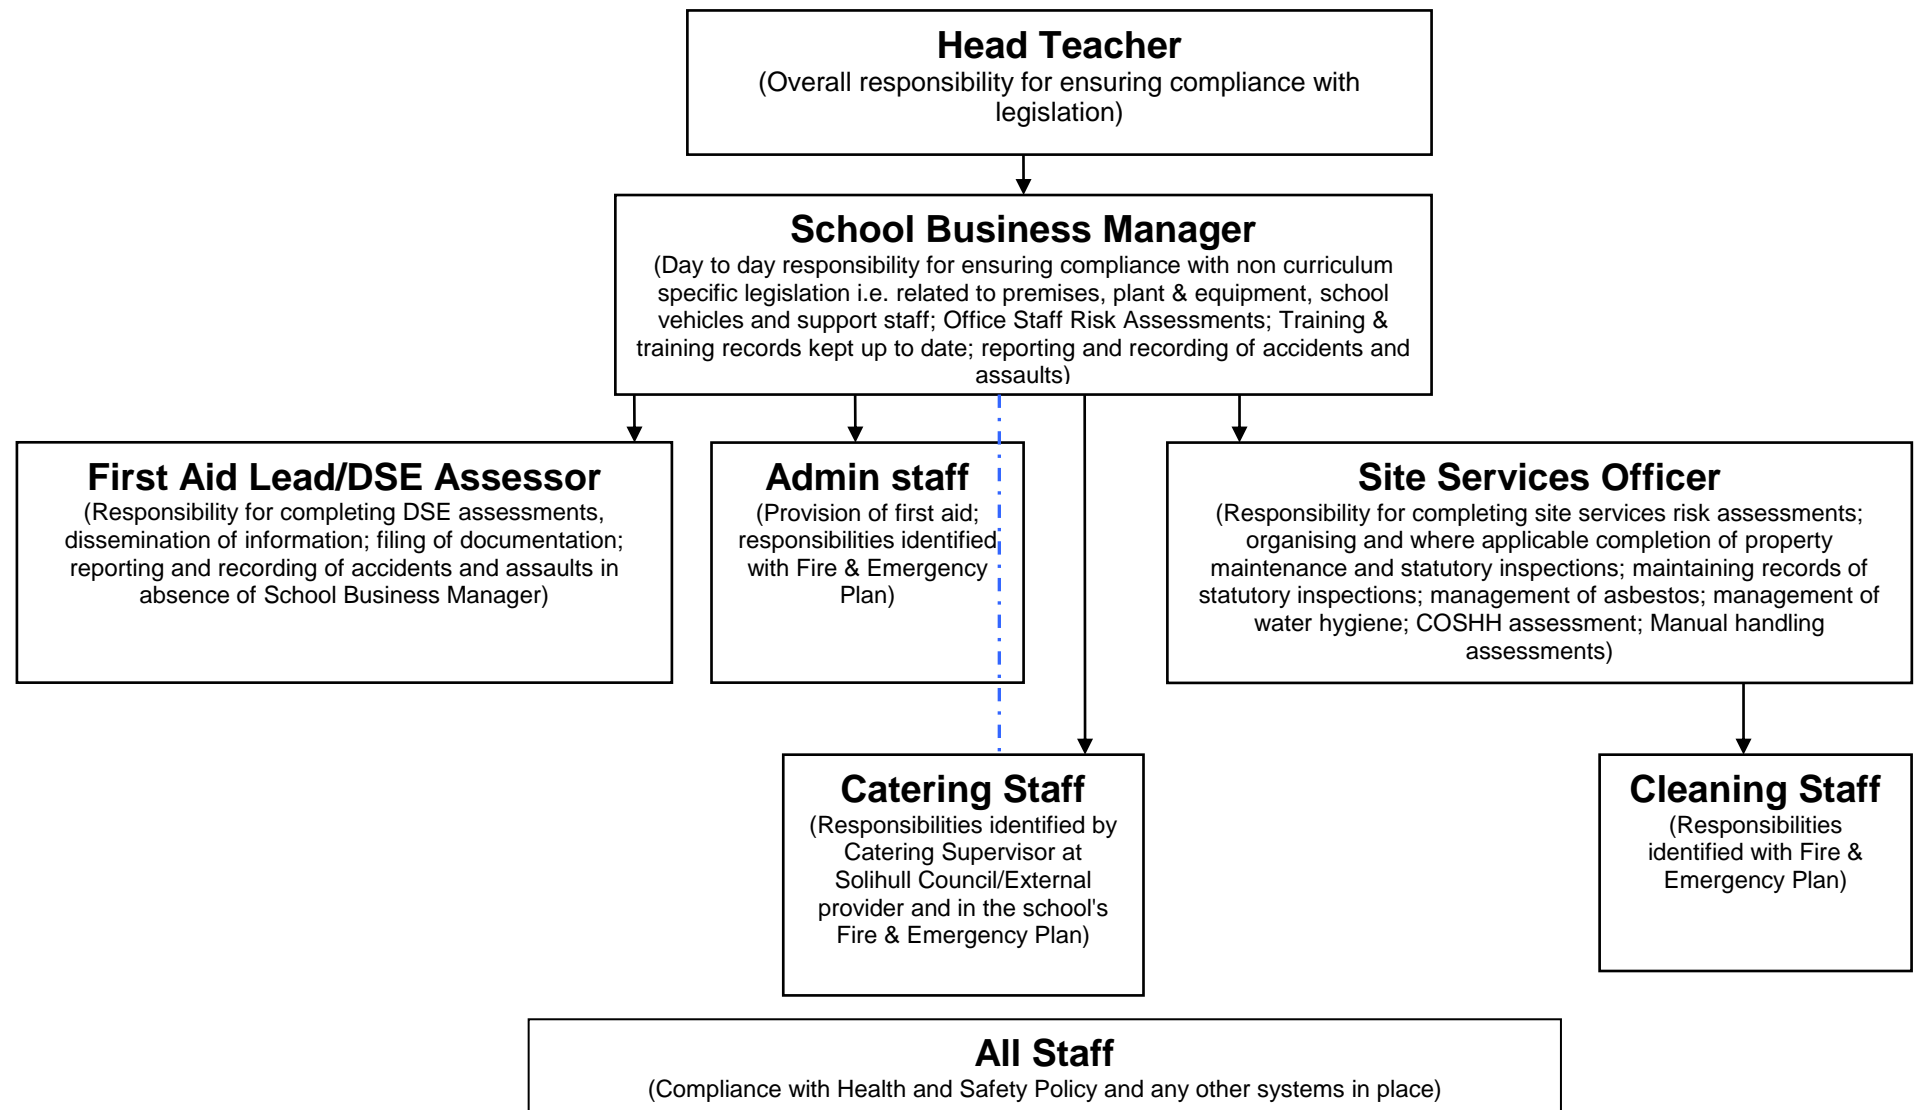 Head Teacher
(Overall responsibility for ensuring compliance with
legislation)
School Business Manager
(Day to day responsibility for ensuring compliance with non curriculum
specific legislation i.e. related to premises, plant & equipment, school
vehicles and support staff; Office Staff Risk Assessments; Training &
training records kept up to date; reporting and recording of accidents and
assaults)
First Aid Lead/DSE Assessor
(Responsibility for completing DSE assessments,
dissemination of information; filing of documentation;
reporting and recording of accidents and assaults in
absence of School Business Manager)
Admin staff
(Provision of first aid;
responsibilities identified
with Fire & Emergency
Plan)
Site Services Officer
(Responsibility for completing site services risk assessments;
organising and where applicable completion of property
maintenance and statutory inspections; maintaining records of
statutory inspections; management of asbestos; management of
water hygiene; COSHH assessment; Manual handling
assessments)
Catering Staff
(Responsibilities identified by
Catering Supervisor at
Solihull Council/External
provider and in the school's
Fire & Emergency Plan)
Cleaning Staff
(Responsibilities
identified with Fire &
Emergency Plan)
All Staff
(Compliance with Health and Safety Policy and any other systems in place)